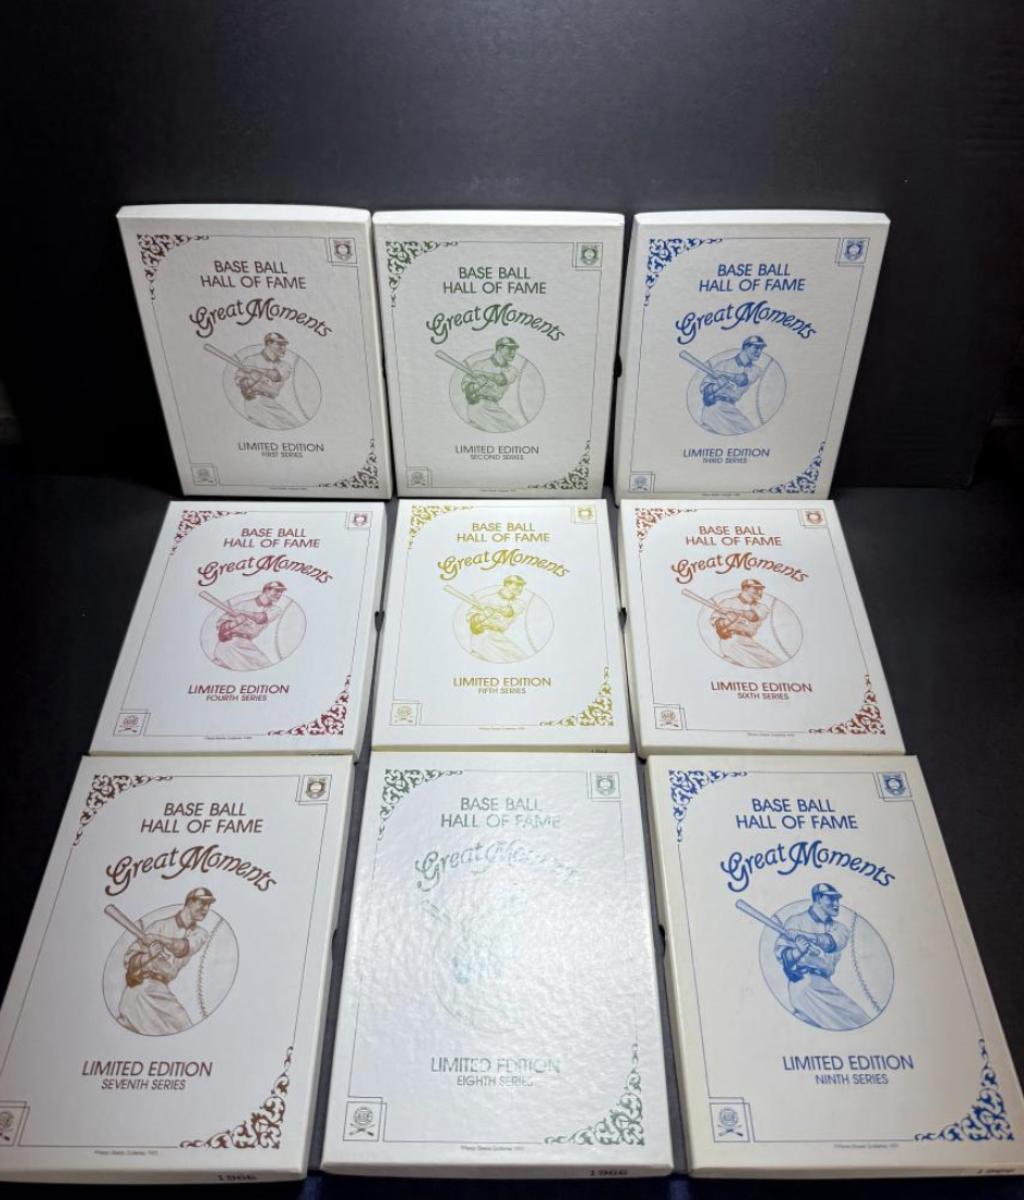 BASE BALL
HALL OF FAME
Great Moments
LIMITED EDITION
FIRST SERIES
BASE BALL
HALL OF FAME
Great Moments
LIMITED EDITION
SECOND SERIES
BASE BALL
HALL OF FAME
Great Moments
LIMITED EDITION
THIRD SERIES
BASE BALL
HALL OF FAME
Great Moments
LIMITED EDITION
FOURTH SERIES
BASE BALL
HALL OF FAME
Great Moments
LIMITED EDITION
FIFTH SERIES
BASE BALL
HALL OF FAME
Great Moments
LIMITED EDITION
SIXTH SERIES
BASE BALL
HALL OF FAME
Great Moments
LIMITED EDITION
SEVENTH SERIES
1966
BASE BALL
HALL OF FAME
Great Moments
LIMITED EDITION
EIGHTH SERIES
1966
BASE BALL
HALL OF FAME
Great Moments
LIMITED EDITION
NINTH SERIES